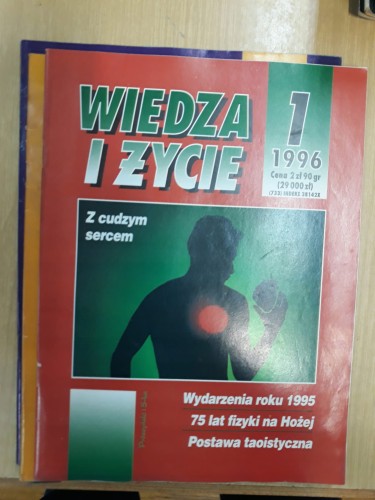 WIEDZA
I ŻYCIE
1
1996
Cena 2 zł 90 gr
(29 000 zł)
Z cudzym
sercem
Wydarzenia roku 1995
75 lat fizyki na Hożej
Postawa taoistyczna